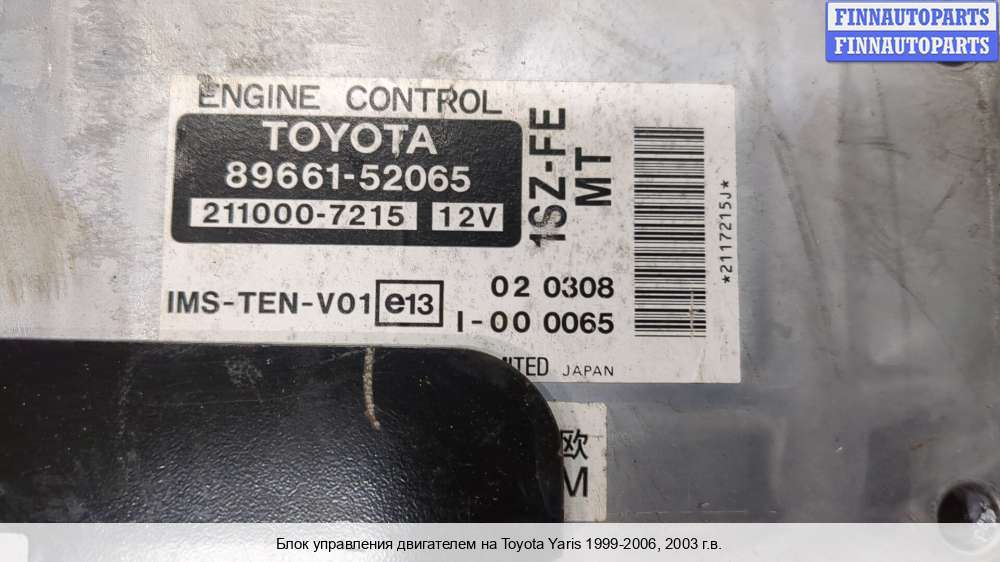 FINNAUTOPARTS
FINNAUTOPARTS
ENGINE CONTROL
TOYOTA
89661-52065
211000-7215 12V
1SZ-FE
MT
*2117215J*
IMS-TEN-V01 e13
02 0308
I-00 0065
JAPAN
欧
M
Блок управления двигателем на Toyota Yaris 1999-2006, 2003 г.в.